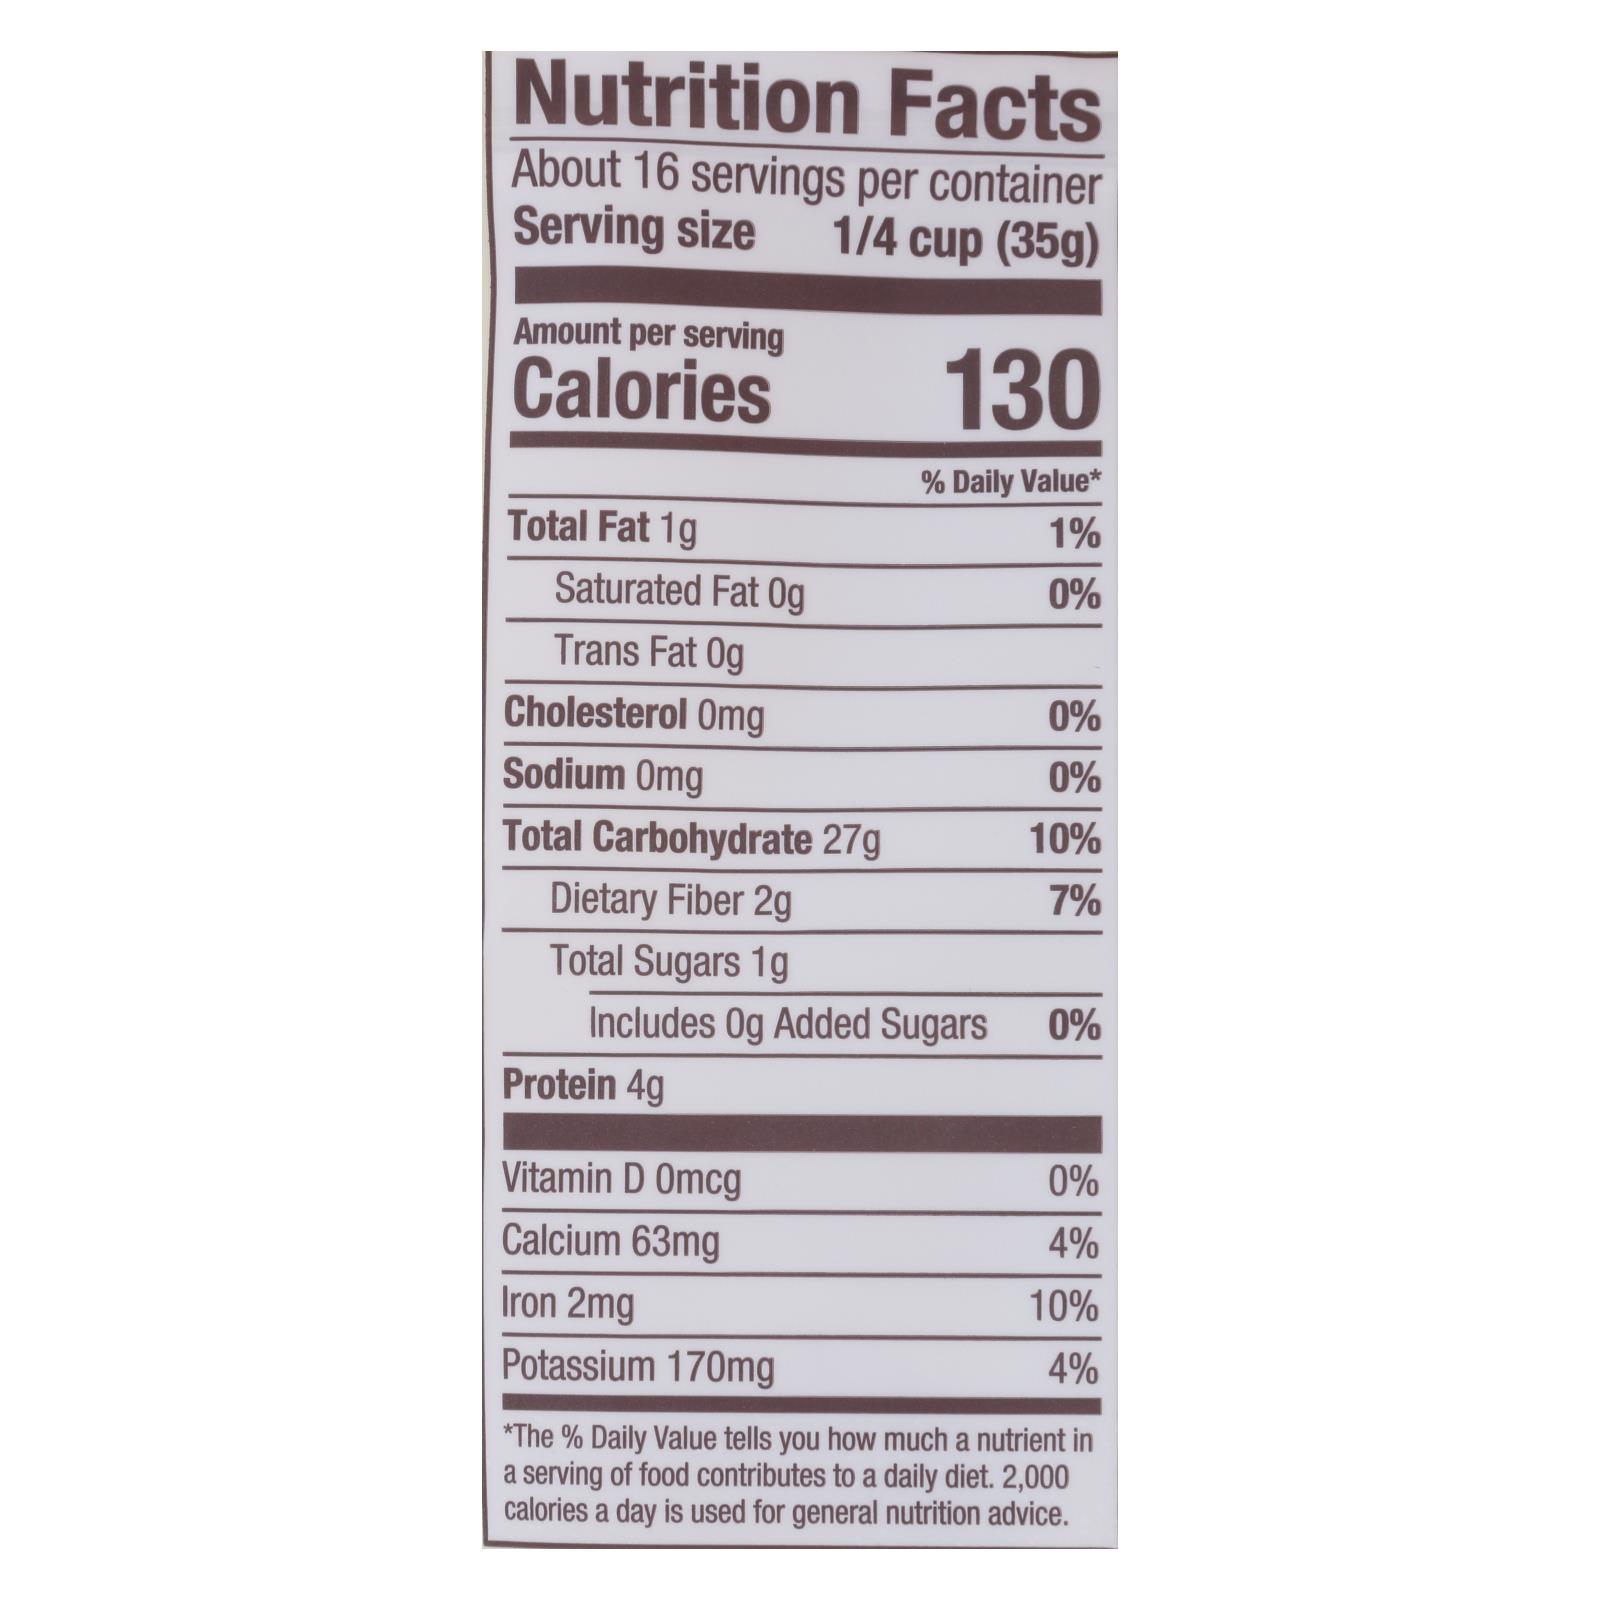 Nutrition Facts
About 16 servings per container
Serving size 1/4 cup (35g)
Amount per serving
Calories 130
% Daily Value*
Total Fat 1g 1%
Saturated Fat 0g 0%
Trans Fat 0g
Cholesterol 0mg 0%
Sodium 0mg 0%
Total Carbohydrate 27g 10%
Dietary Fiber 2g 7%
Total Sugars 1g
Includes 0g Added Sugars 0%
Protein 4g
Vitamin D 0mcg 0%
Calcium 63mg 4%
Iron 2mg 10%
Potassium 170mg 4%
*The % Daily Value tells you how much a nutrient in
a serving of food contributes to a daily diet. 2,000
calories a day is used for general nutrition advice.